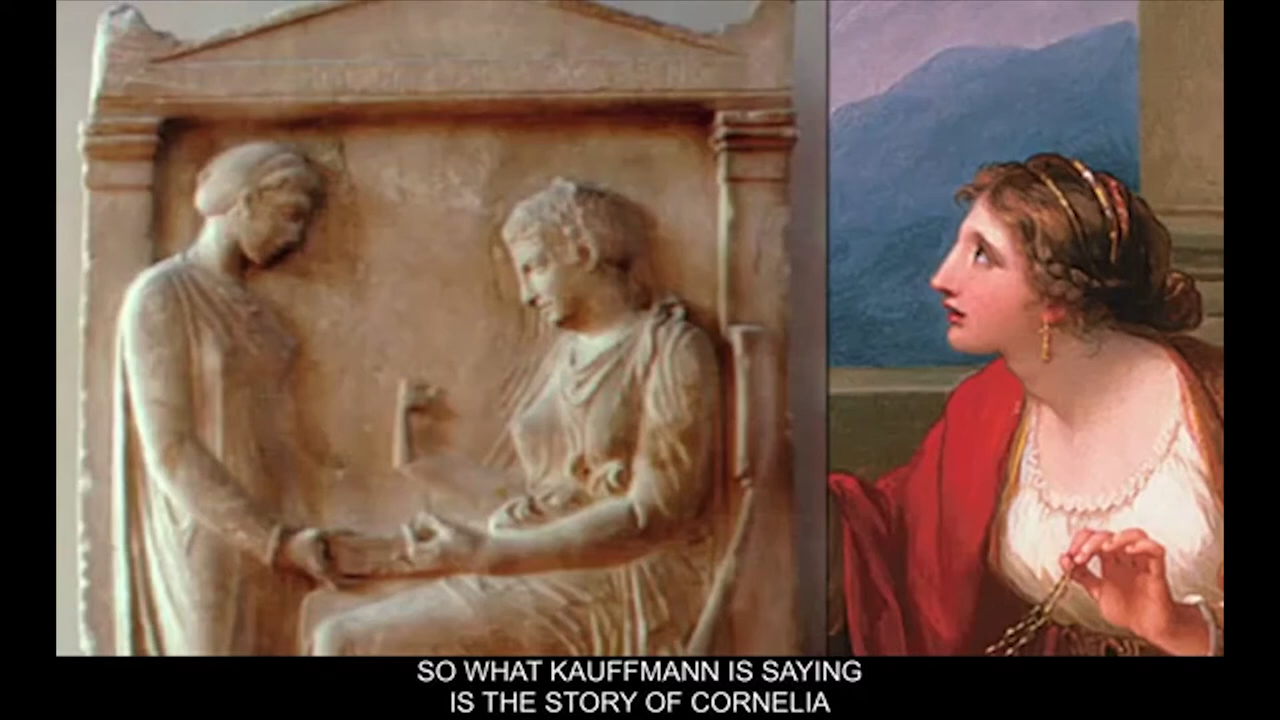 SO WHAT KAUFFMANN IS SAYING
IS THE STORY OF CORNELIA